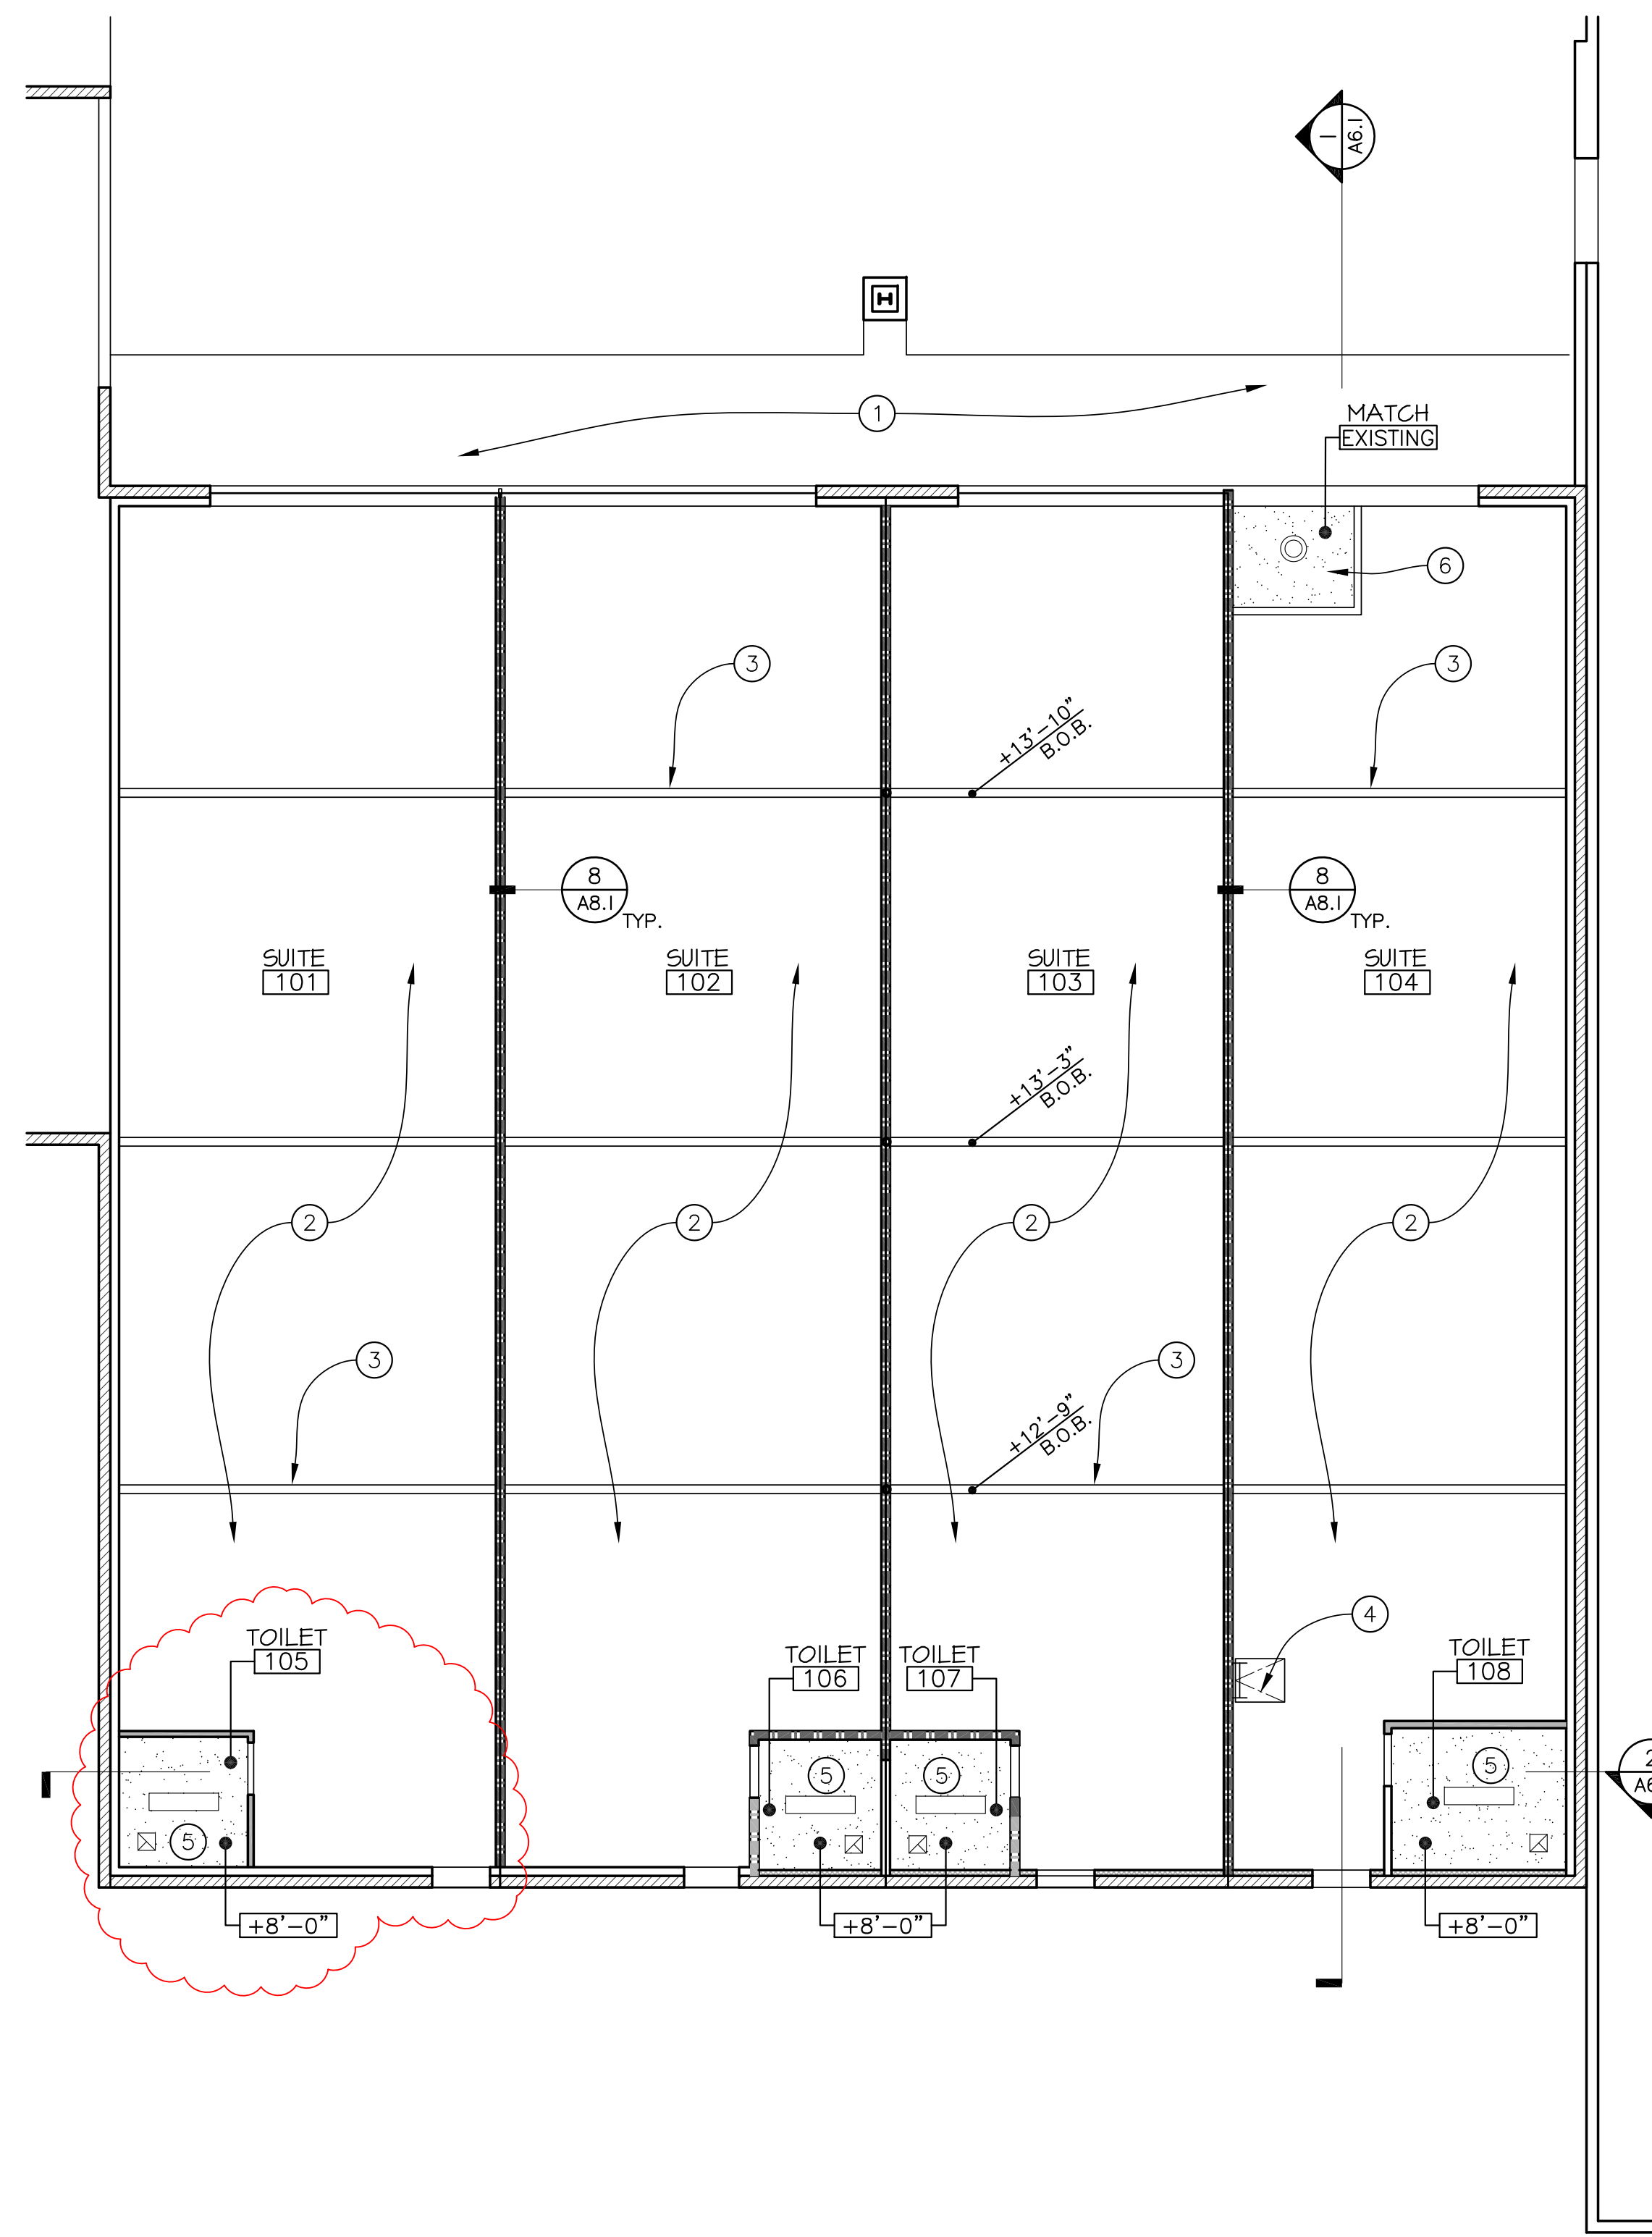 1
A6.1
1
MATCH
EXISTING
6
3
3
+13'-10"
B.O.B.
8
A8.1
TYP.
8
A8.1
TYP.
SUITE
101
SUITE
102
SUITE
103
SUITE
104
+13'-3"
B.O.B.
2
2
2
2
3
3
+12'-9"
B.O.B.
4
TOILET
105
TOILET
106
TOILET
107
TOILET
108
5
5
5
2
A6
5
+8'-0"
+8'-0"
+8'-0"